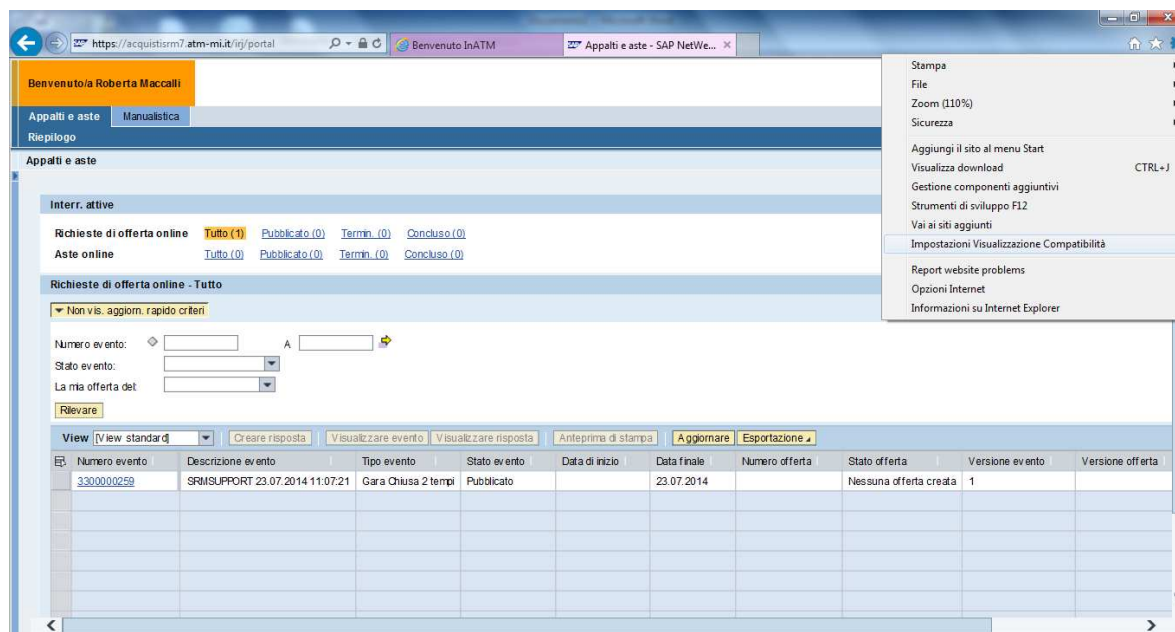 https://acquistisrm7.atm-mi.it/irj/portal
Benvenuto InATM
Appalti e aste - SAP NetWe...
Benvenuto/a Roberta Maccalli
Appalti e aste Manualistica
Riepilogo
Appalti e aste
Interr. attive
Richieste di offerta online Tutto (1) Pubblicato (0) Termin. (0) Concluso (0)
Aste online Tutto (0) Pubblicato (0) Termin. (0) Concluso (0)
Richieste di offerta online - Tutto
Non vis. aggiorn. rapido criteri
Numero evento: A
Stato evento:
La mia offerta del:
Rilevare
View [View standard] Creare risposta Visualizzare evento Visualizzare risposta Anteprima di stampa Aggiornare Esportazione
Numero evento Descrizione evento Tipo evento Stato evento Data di inizio Data finale Numero offerta Stato offerta Versione evento Versione offerta
3300000259 SRMSUPPORT 23.07.2014 11:07:21 Gara Chiusa 2 tempi Pubblicato 23.07.2014 Nessuna offerta creata 1
Stampa
File
Zoom (110%)
Sicurezza
Aggiungi il sito al menu Start
Visualizza download CTRL+J
Gestione componenti aggiuntivi
Strumenti di sviluppo F12
Vai ai siti aggiunti
Impostazioni Visualizzazione Compatibilità
Report website problems
Opzioni Internet
Informazioni su Internet Explorer